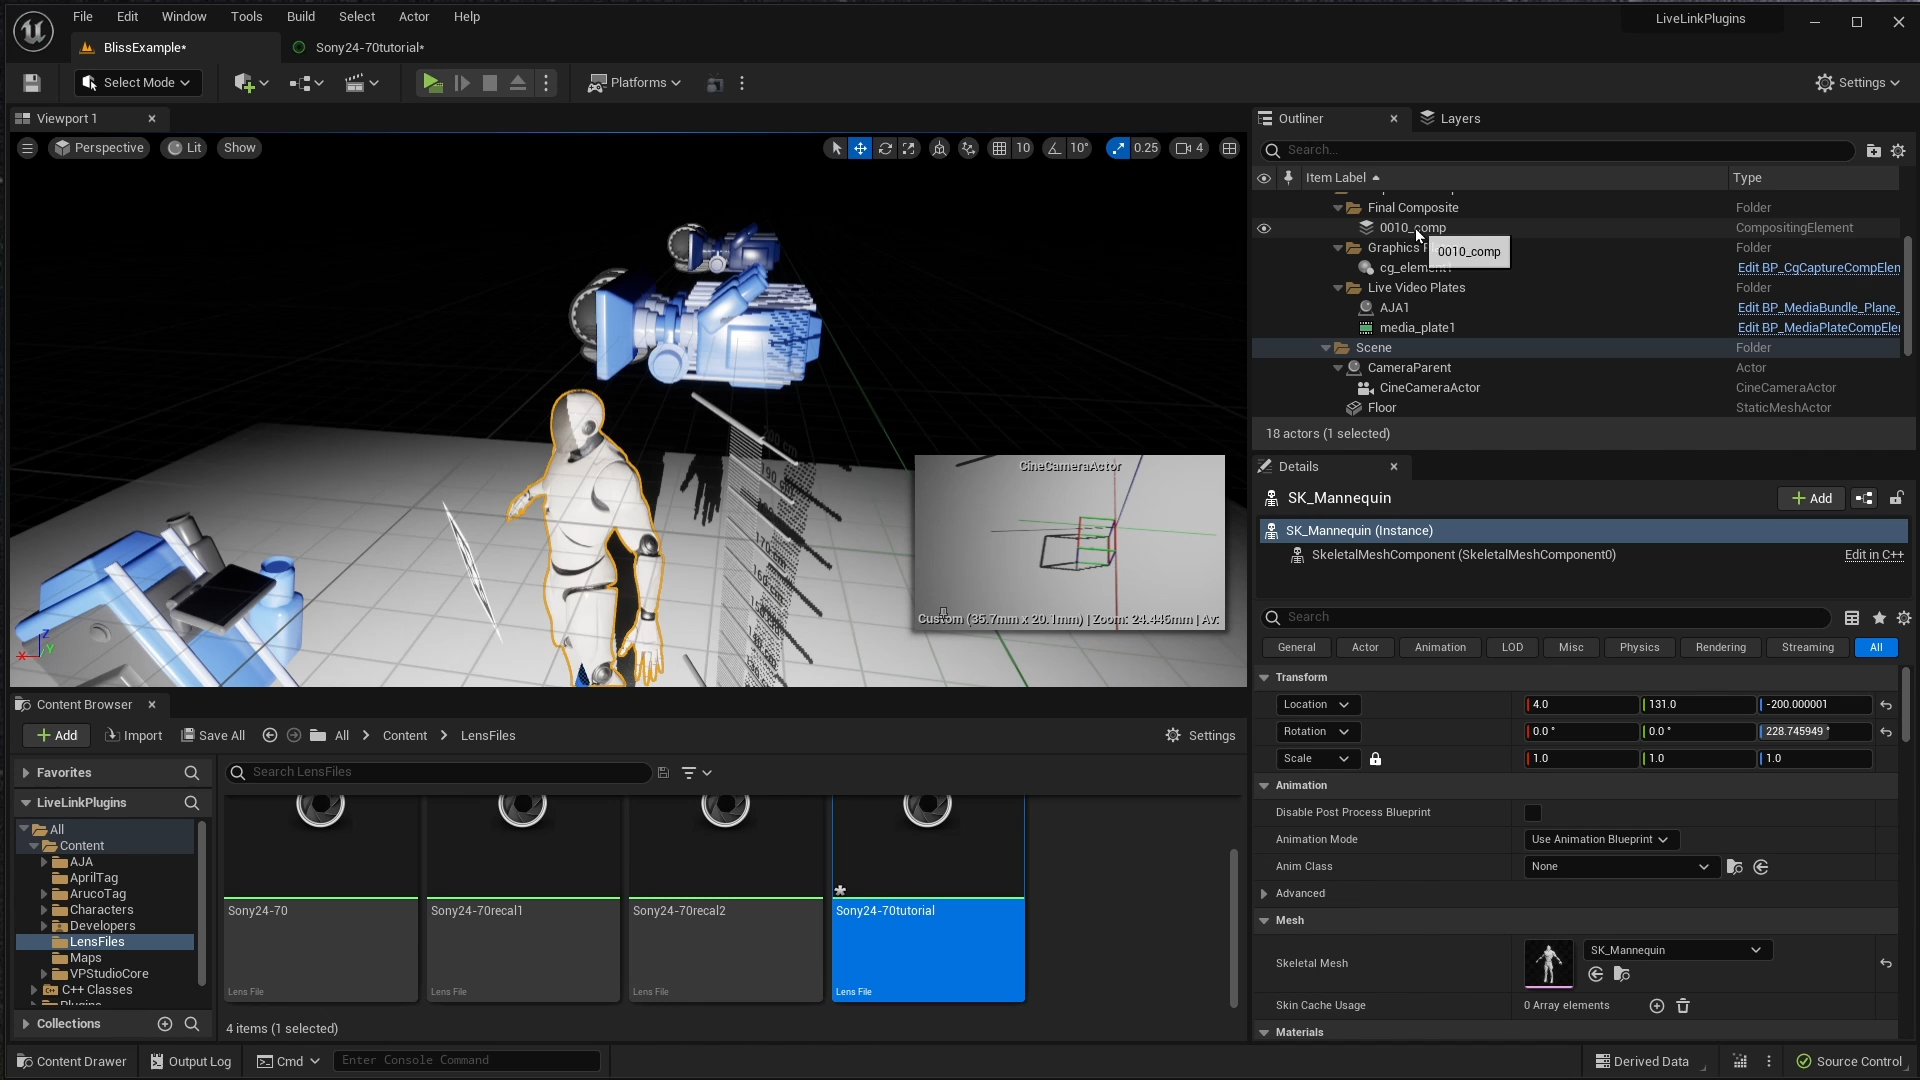 File Edit Window Tools Build Select Actor Help
LiveLinkPlugins
BlissExample*
Sony24-70tutorial*
Select Mode
Platforms
Settings
Viewport 1
Perspective
Lit
Show
10
10°
0.25
4
CineCameraActor
Custom (35.7mm x 20.1mm) | Zoom: 24.445mm | Av:
X
Y
Z
Outliner
Layers
Search...
Item Label
Type
Final Composite
Folder
0010_comp
CompositingElement
Graphics
Folder
0010_comp
cg_element1
Edit BP_CgCaptureCompElen
Live Video Plates
Folder
AJA1
Edit BP_MediaBundle_Plane_
media_plate1
Edit BP_MediaPlateCompEler
Scene
Folder
CameraParent
Actor
CineCameraActor
CineCameraActor
Floor
StaticMeshActor
18 actors (1 selected)
Details
SK_Mannequin
Add
SK_Mannequin (Instance)
SkeletalMeshComponent (SkeletalMeshComponent0)
Edit in C++
Search
General
Actor
Animation
LOD
Misc
Physics
Rendering
Streaming
All
Transform
Location
4.0
131.0
-200.000001
Rotation
0.0 °
0.0 °
228.745949 °
Scale
1.0
1.0
1.0
Animation
Disable Post Process Blueprint
Animation Mode
Use Animation Blueprint
Anim Class
None
Advanced
Mesh
Skeletal Mesh
SK_Mannequin
Skin Cache Usage
0 Array elements
Materials
Content Browser
Add
Import
Save All
All
Content
LensFiles
Settings
Favorites
LiveLinkPlugins
All
Content
AJA
AprilTag
ArucoTag
Characters
Developers
LensFiles
Maps
VPStudioCore
C++ Classes
Plugins
Collections
Search LensFiles
Sony24-70
Lens File
Sony24-70recal1
Lens File
Sony24-70recal2
Lens File
Sony24-70tutorial
Lens File
4 items (1 selected)
Content Drawer
Output Log
Cmd
Enter Console Command
Derived Data
Source Control